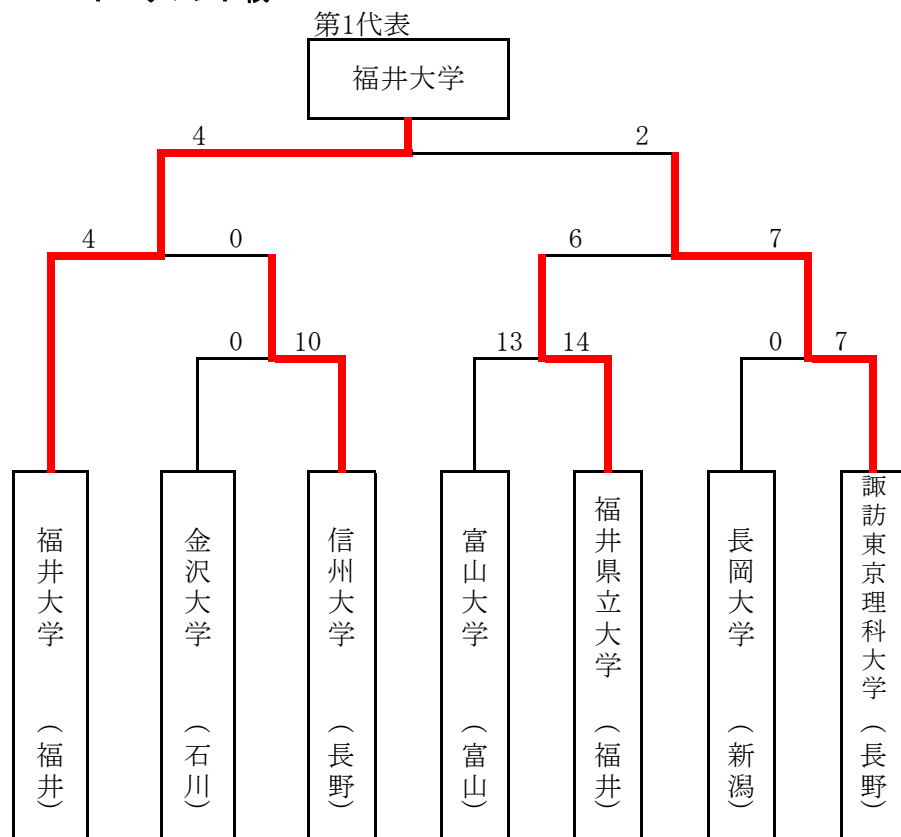 第1代表
福井大学
4 2
4 0 6 7
0 10 13 14 0 7
福井大学(福井)
金沢大学(石川)
信州大学(長野)
富山大学(富山)
福井県立大学(福井)
長岡大学(新潟)
諏訪東京理科大学(長野)